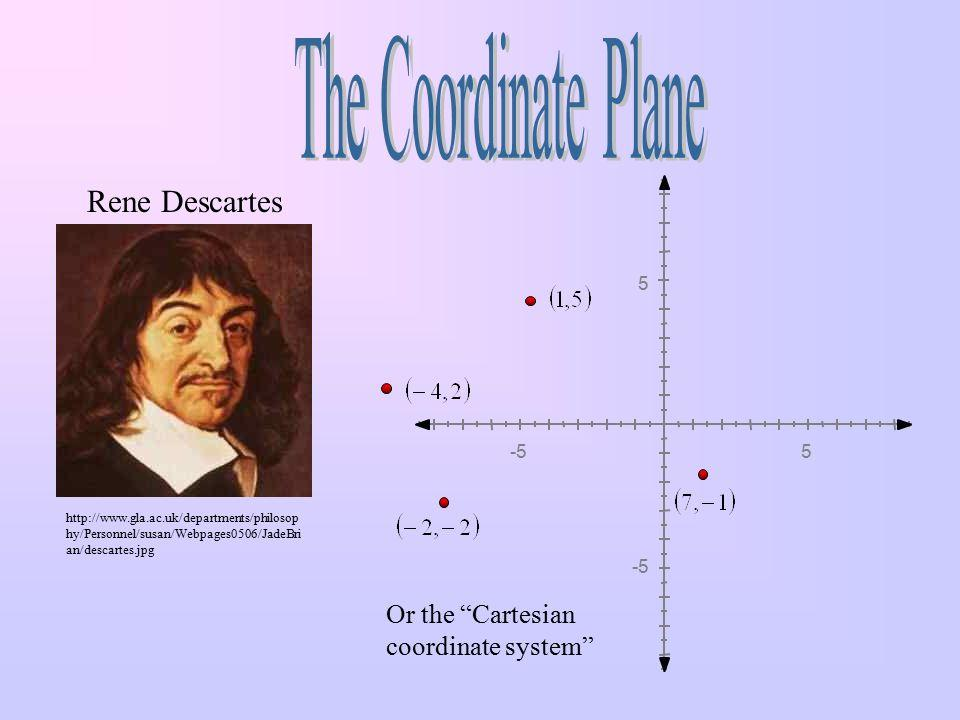 The Coordinate Plane
Rene Descartes
http://www.gla.ac.uk/departments/philosop
hy/Personnel/susan/Webpages0506/JadeBri
an/descartes.jpg
5
(1,5)
(− 4,2)
-5
5
(7,−1)
(− 2,− 2)
-5
Or the “Cartesian
coordinate system”